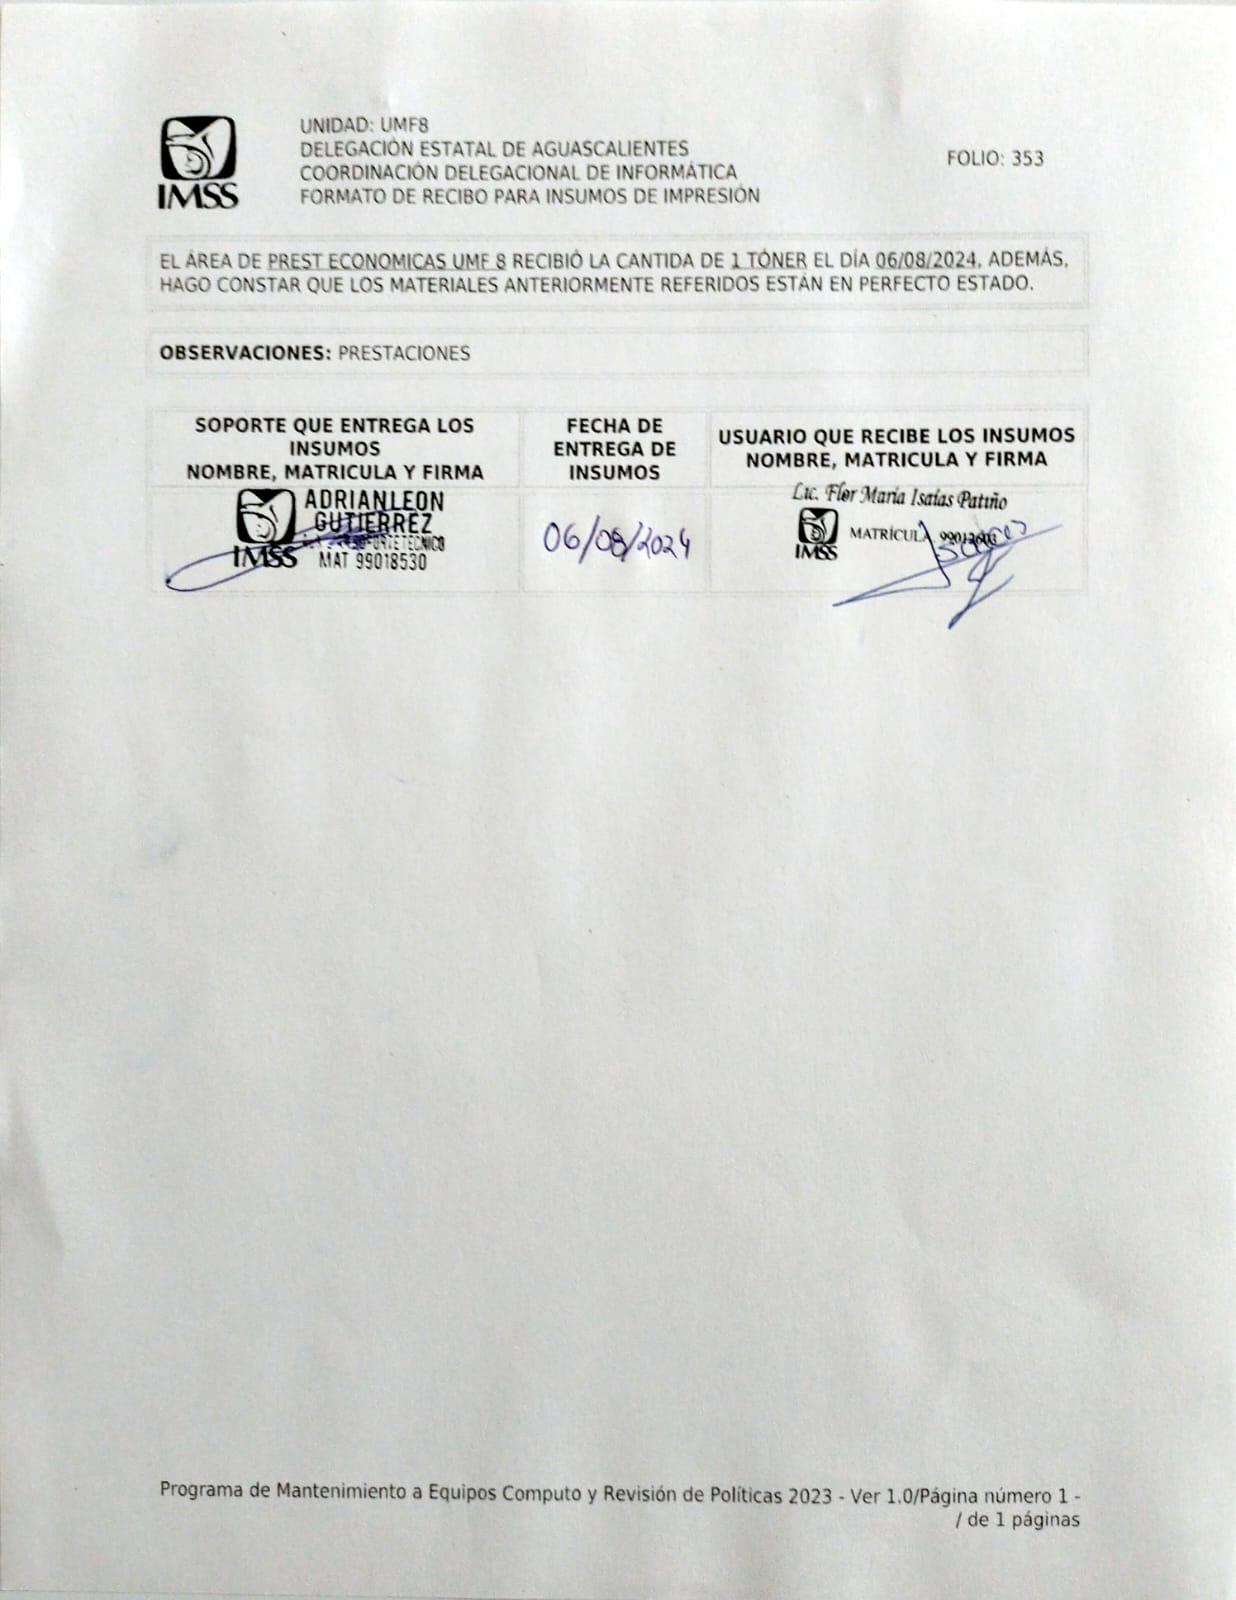 IMSS
UNIDAD: UMF8
DELEGACIÓN ESTATAL DE AGUASCALIENTES
COORDINACIÓN DELEGACIONAL DE INFORMÁTICA
FORMATO DE RECIBO PARA INSUMOS DE IMPRESIÓN
FOLIO: 353
EL ÁREA DE PREST ECONOMICAS UMF 8 RECIBIÓ LA CANTIDA DE 1 TÓNER EL DÍA 06/08/2024, ADEMÁS,
HAGO CONSTAR QUE LOS MATERIALES ANTERIORMENTE REFERIDOS ESTÁN EN PERFECTO ESTADO.
OBSERVACIONES: PRESTACIONES
SOPORTE QUE ENTREGA LOS
INSUMOS
NOMBRE, MATRICULA Y FIRMA
FECHA DE
ENTREGA DE
INSUMOS
USUARIO QUE RECIBE LOS INSUMOS
NOMBRE, MATRICULA Y FIRMA
ADRIANLEON
GUTIERREZ
MAT 99018530
IMSS
06/08/2024
Lic. Flor María Isaías Patiño
MATRÍCULA
IMSS
Programa de Mantenimiento a Equipos Computo y Revisión de Políticas 2023 - Ver 1.0/Página número 1 -
/ de 1 páginas